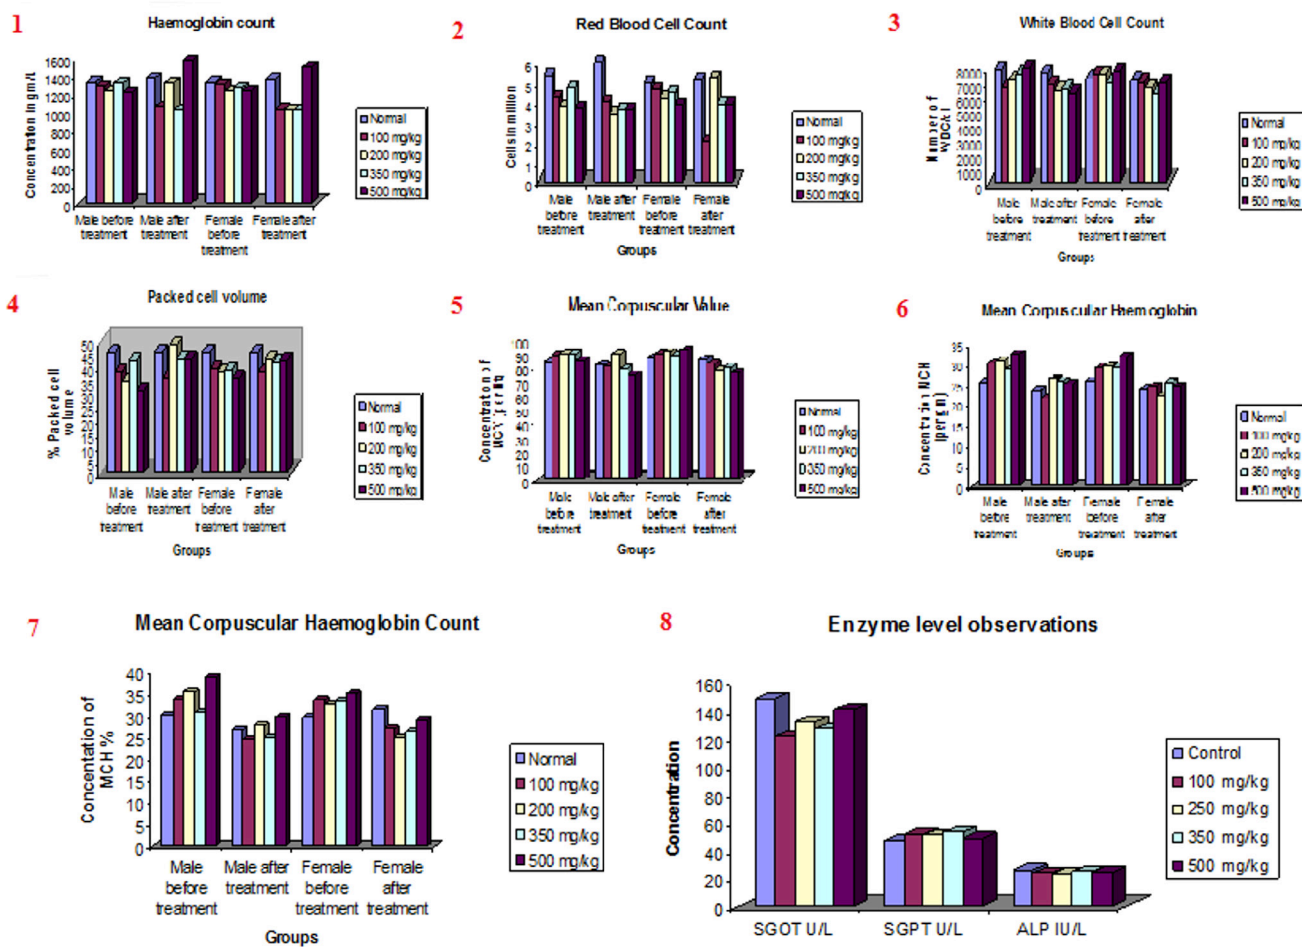 1
Haemoglobin count
Concentration in gm/L
1600
1400
1200
1000
800
600
400
200
0
Male before treatment
Male after treatment
Female before treatment
Female after treatment
Normal
100 mg/kg
200 mg/kg
350 mg/kg
500 mg/kg
2
Red Blood Cell Count
Cells in million
6
5
4
3
2
1
0
Male before treatment
Male after treatment
Female before treatment
Female after treatment
Groups
Normal
100 mgkg
200 mgkg
350 mgkg
500 mgkg
3
White Blood Cell Count
Number of
8000
7000
6000
5000
4000
3000
2000
1000
0
Male before treatment
Male after treatment
Female before treatment
Female after treatment
Groups
Normal
100 mg/kg
200 mg/kg
350 mg/kg
500 mg/kg
4
Packed cell volume
% Packed cell volume
50
45
40
35
30
25
20
15
10
5
0
Male before treatment
Male after treatment
Female before treatment
Female after treatment
Groups
Normal
100 mg/kg
200 mg/kg
350 mg/kg
500 mg/kg
5
Mean Corpuscular Value
Concentration of
100
90
80
70
60
50
40
30
20
10
0
Male before treatment
Male after treatment
Female before treatment
Female after treatment
Groups
Normal
100 mg/kg
200 mg/kg
350 mg/kg
500 mg/kg
6
Mean Corpuscular Haemoglobin
Concentration MCH
35
30
25
20
15
10
5
0
Male before treatment
Male after treatment
Female before treatment
Female after treatment
Groups
Normal
100 mg/kg
200 mg/kg
350 mg/kg
500 mg/kg
7
Mean Corpuscular Haemoglobin Count
Concentration of MCH %
40
35
30
25
20
15
10
5
0
Male before treatment
Male after treatment
Female before treatment
Female after treatment
Groups
Normal
100 mg/kg
200 mg/kg
350 mg/kg
500 mg/kg
8
Enzyme level observations
Concentration
160
140
120
100
80
60
40
20
0
SGOT U/L
SGPT U/L
ALP IU/L
Control
100 mg/kg
250 mg/kg
350 mg/kg
500 mg/kg